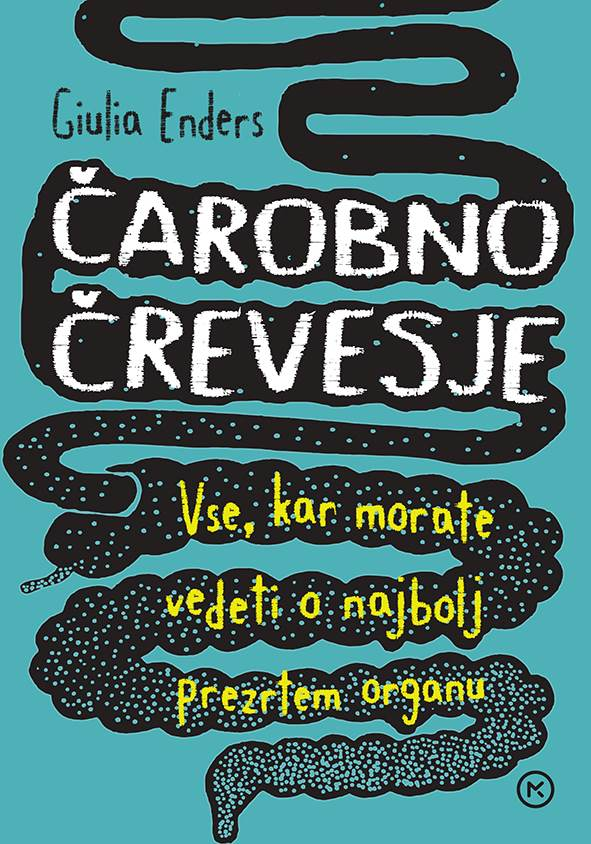 Giulia Enders
ČAROBNO
ČREVESJE
Vse, kar morate
vedeti o najbolj
prezrtem organu